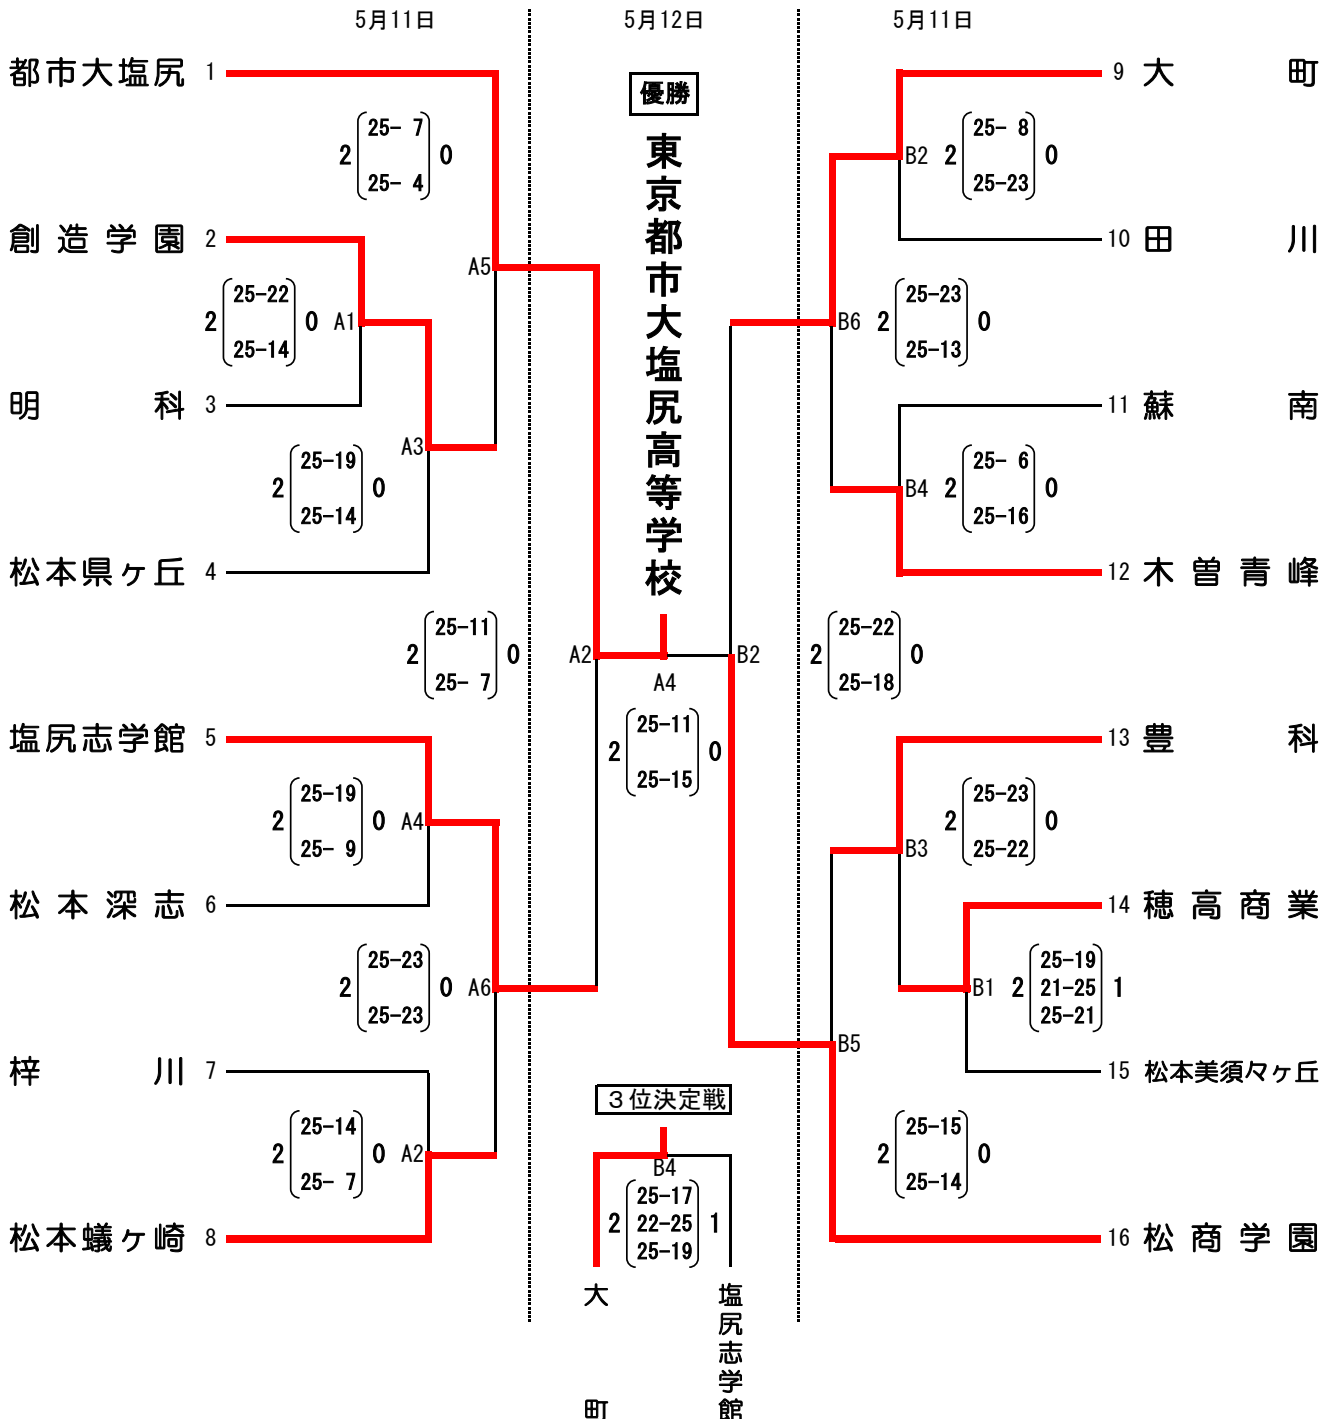 5月11日
5月12日
5月11日
都市大塩尻 1
9 大町
優勝
東京都市大塩尻高等学校
2 25- 7 0
25- 4
B2 2 25- 8 0
25-23
創造学園 2
10 田川
A5
2 25-22 0 A1
25-14
B6 2 25-23 0
25-13
明科 3
11 蘇南
A3
2 25-19 0
25-14
B4 2 25- 6 0
25-16
松本県ヶ丘 4
12 木曽青峰
2 25-11 0 A2
25- 7
B2 2 25-22 0
25-18
A4
2 25-11 0
25-15
塩尻志学館 5
13 豊科
2 25-19 0 A4
25- 9
2 25-23 0
25-22
B3
松本深志 6
14 穂高商業
2 25-23 0 A6
25-23
B1 2 25-19 1
21-25
25-21
B5
梓川 7
15 松本美須々ヶ丘
3位決定戦
2 25-14 0 A2
25- 7
2 25-15 0
25-14
B4
2 25-17 1
22-25
25-19
松本蟻ヶ崎 8
16 松商学園
大町
塩尻志学館